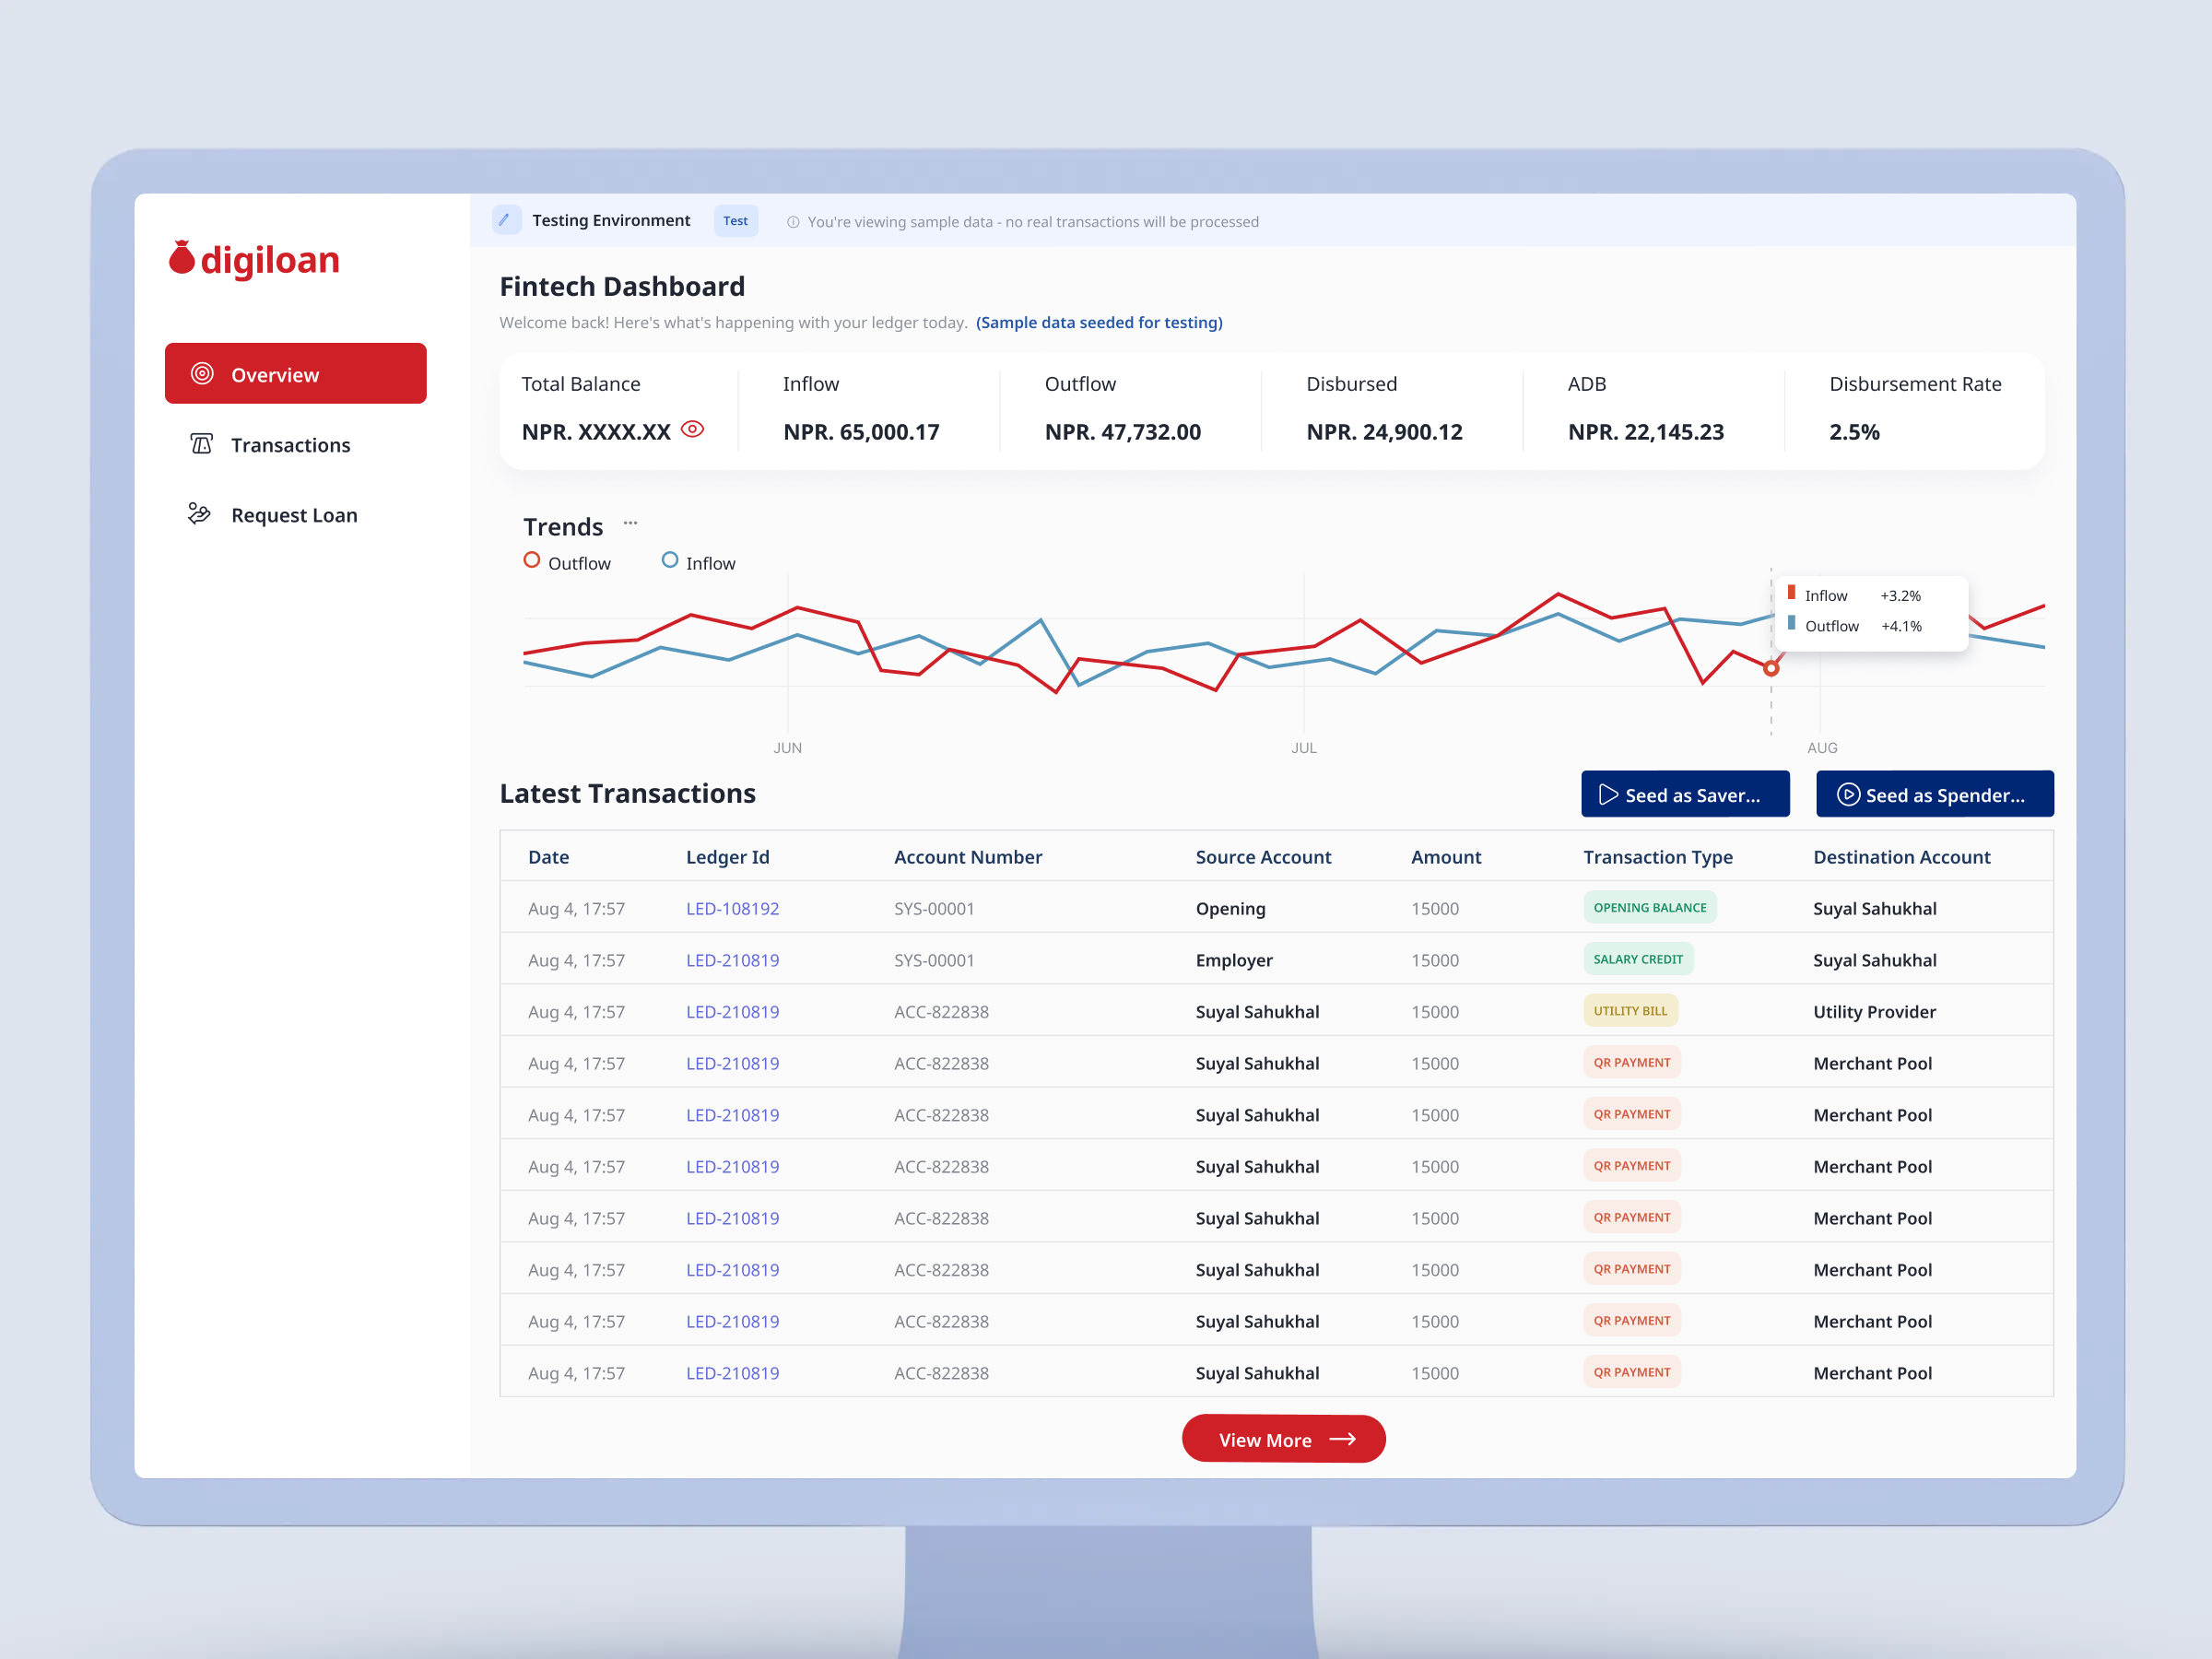 digiloan
Overview
Transactions
Request Loan
Testing Environment Test You're viewing sample data - no real transactions will be processed
Fintech Dashboard
Welcome back! Here's what's happening with your ledger today. (Sample data seeded for testing)
Total Balance Inflow Outflow Disbursed ADB Disbursement Rate
NPR. XXXX.XX NPR. 65,000.17 NPR. 47,732.00 NPR. 24,900.12 NPR. 22,145.23 2.5%
Trends ...
Outflow Inflow
Inflow +3.2%
Outflow +4.1%
JUN JUL AUG
Latest Transactions Seed as Saver... Seed as Spender...
Date Ledger Id Account Number Source Account Amount Transaction Type Destination Account
Aug 4, 17:57 LED-108192 SYS-00001 Opening 15000 OPENING BALANCE Suyal Sahukhal
Aug 4, 17:57 LED-210819 SYS-00001 Employer 15000 SALARY CREDIT Suyal Sahukhal
Aug 4, 17:57 LED-210819 ACC-822838 Suyal Sahukhal 15000 UTILITY BILL Utility Provider
Aug 4, 17:57 LED-210819 ACC-822838 Suyal Sahukhal 15000 QR PAYMENT Merchant Pool
Aug 4, 17:57 LED-210819 ACC-822838 Suyal Sahukhal 15000 QR PAYMENT Merchant Pool
Aug 4, 17:57 LED-210819 ACC-822838 Suyal Sahukhal 15000 QR PAYMENT Merchant Pool
Aug 4, 17:57 LED-210819 ACC-822838 Suyal Sahukhal 15000 QR PAYMENT Merchant Pool
Aug 4, 17:57 LED-210819 ACC-822838 Suyal Sahukhal 15000 QR PAYMENT Merchant Pool
Aug 4, 17:57 LED-210819 ACC-822838 Suyal Sahukhal 15000 QR PAYMENT Merchant Pool
Aug 4, 17:57 LED-210819 ACC-822838 Suyal Sahukhal 15000 QR PAYMENT Merchant Pool
View More